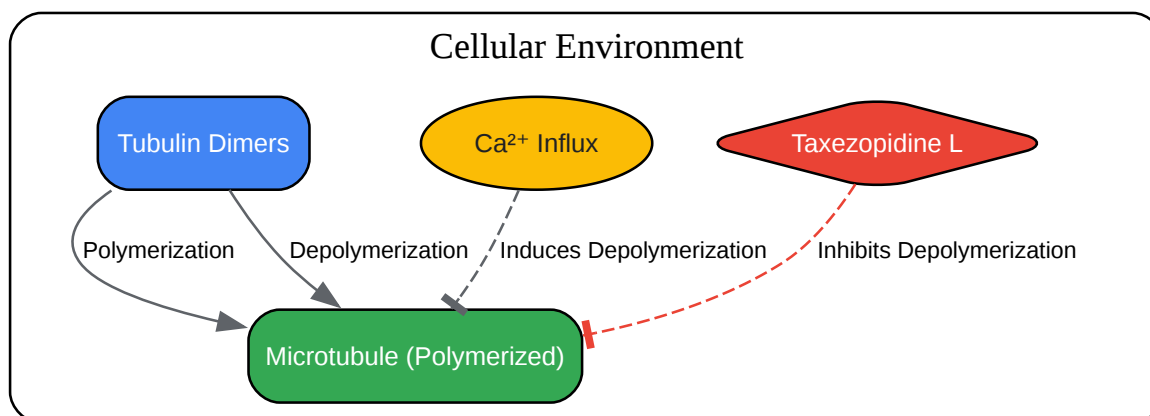 Cellular Environment
Tubulin Dimers
Ca²⁺ Influx
Taxezopidine L
Polymerization
Depolymerization
Induces Depolymerization
Inhibits Depolymerization
Microtubule (Polymerized)